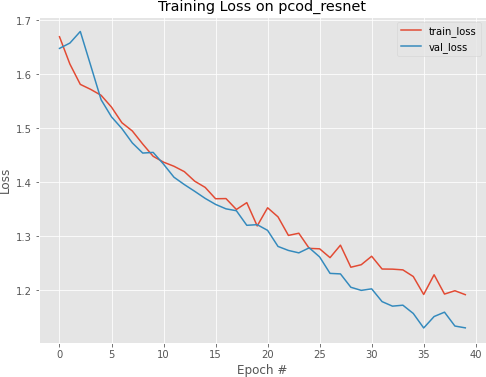 Training Loss on pcod_resnet
train_loss
val_loss
Loss
1.7
1.6
1.5
1.4
1.3
1.2
0 5 10 15 20 25 30 35 40
Epoch #